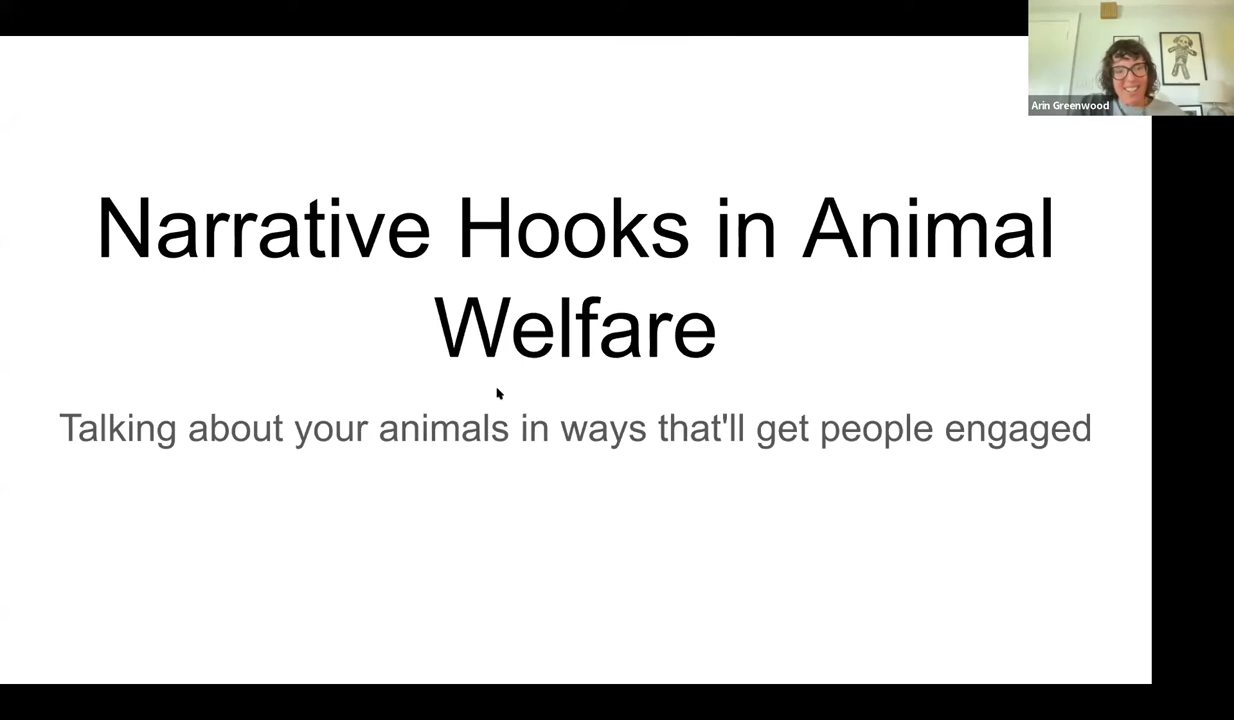 Arin Greenwood
Narrative Hooks in Animal
Welfare
Talking about your animals in ways that'll get people engaged